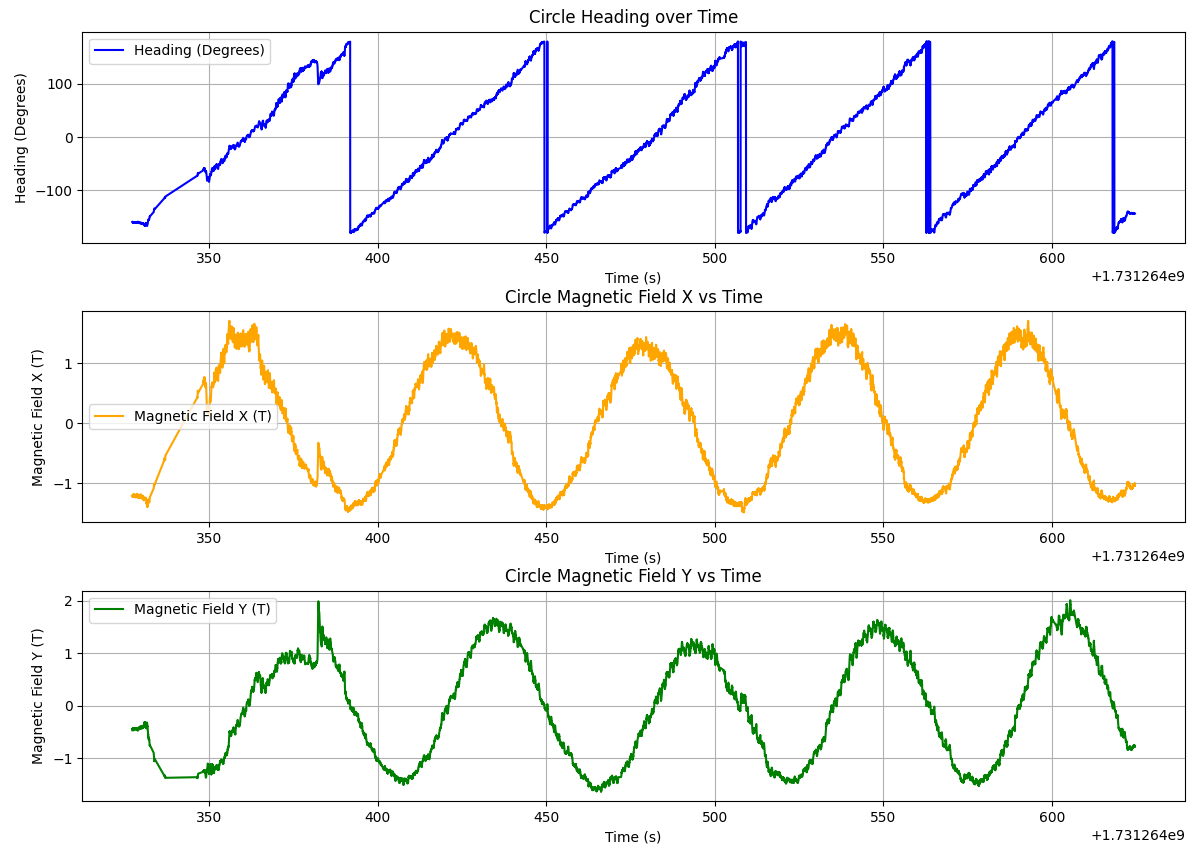 Circle Heading over Time
Heading (Degrees)
Heading (Degrees)
100
0
−100
350 400 450 500 550 600
Time (s)
+1.731264e9
Circle Magnetic Field X vs Time
Magnetic Field X (T)
Magnetic Field X (T)
1
0
−1
350 400 450 500 550 600
Time (s)
+1.731264e9
Circle Magnetic Field Y vs Time
Magnetic Field Y (T)
Magnetic Field Y (T)
2
1
0
−1
350 400 450 500 550 600
Time (s)
+1.731264e9